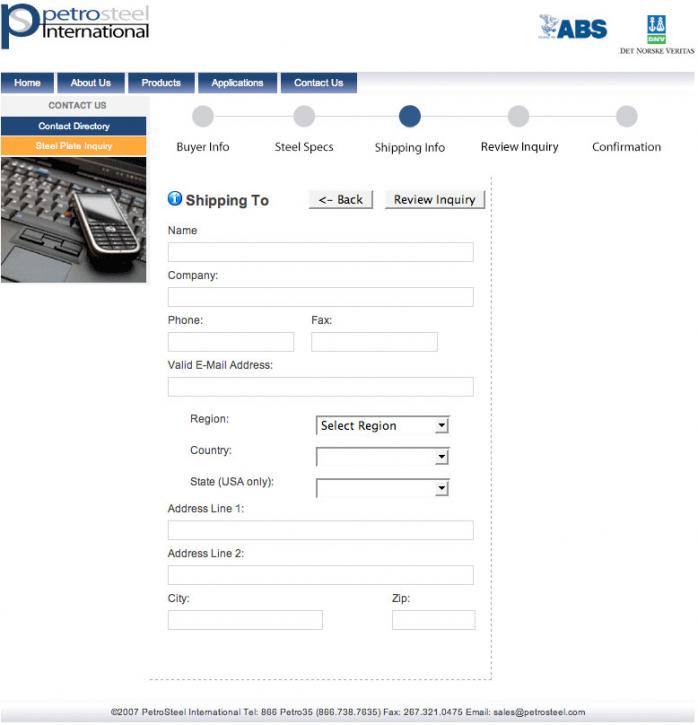 petrosteel
International
ABS
DNV
DET NORSKE VERITAS
Home About Us Products Applications Contact Us
CONTACT US
Contact Directory
Steel Plate Inquiry
Buyer Info Steel Specs Shipping Info Review Inquiry Confirmation
Shipping To <- Back Review Inquiry
Name
Company:
Phone: Fax:
Valid E-Mail Address:
Region: Select Region
Country:
State (USA only):
Address Line 1:
Address Line 2:
City: Zip:
©2007 PetroSteel International Tel: 866 Petro35 (866.738.7635) Fax: 267.321.0475 Email: sales@petrosteel.com